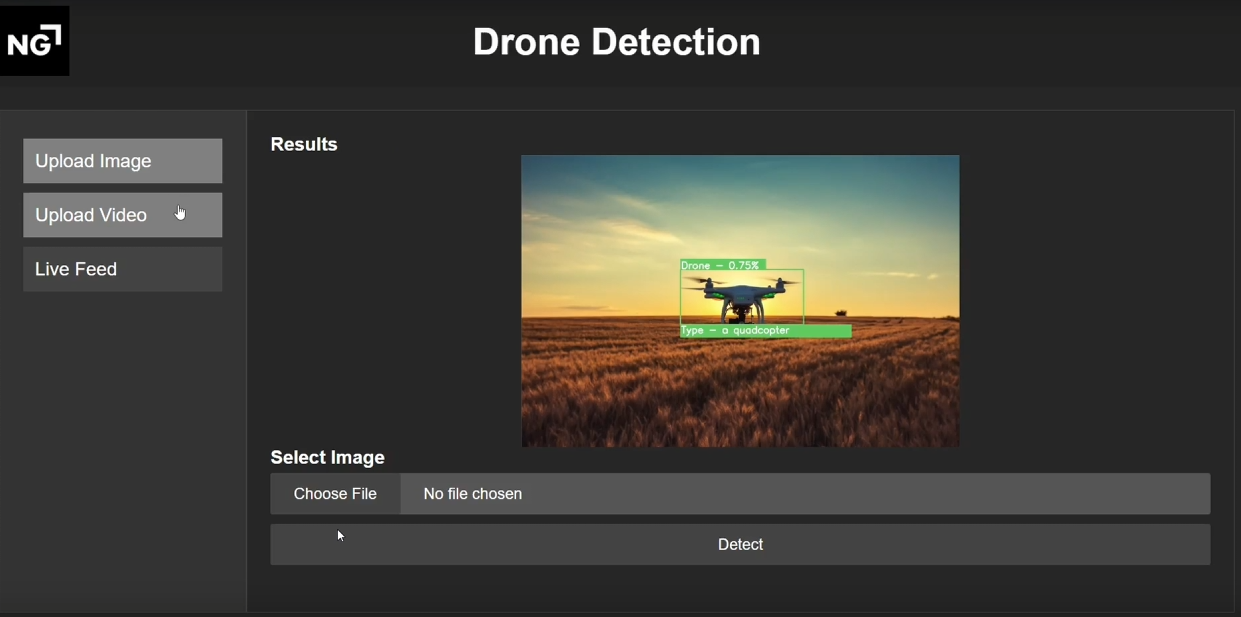 NG
Drone Detection
Upload Image
Upload Video
Live Feed
Results
Drone – 0.75%
Type – a quadcopter
Select Image
Choose File
No file chosen
Detect